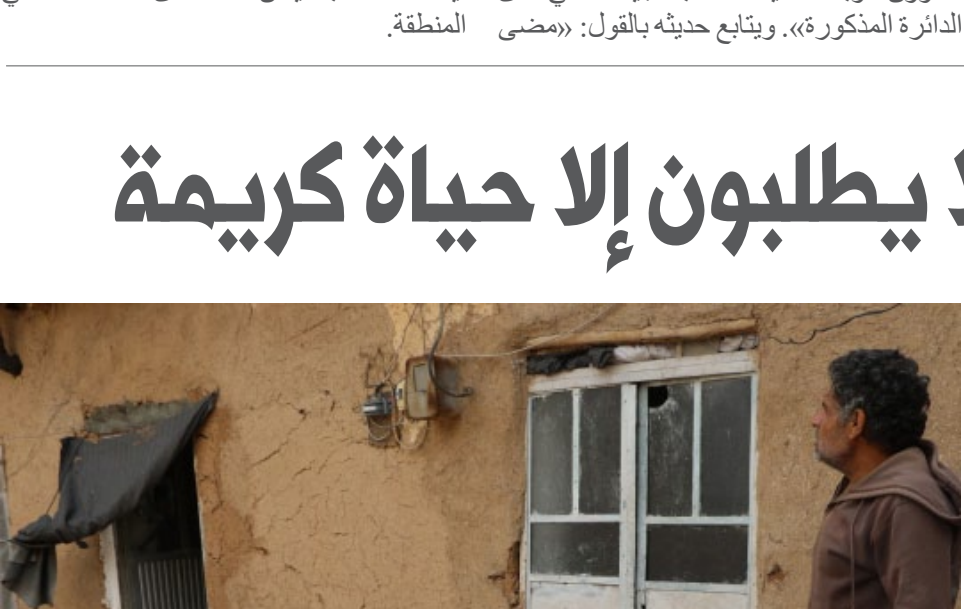 الدائرة المذكورة». ويتابع حديثه بالقول: «مضى
المنطقة.
يطلبون إلا حياة كريمة